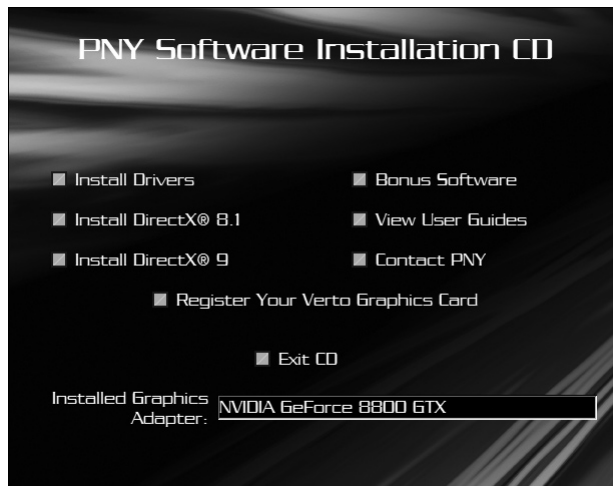 PNY Software Installation CD
Install Drivers
Bonus Software
Install DirectX® 8.1
View User Guides
Install DirectX® 9
Contact PNY
Register Your Verto Graphics Card
Exit CD
Installed Graphics
Adapter:
NVIDIA GeForce 8800 GTX